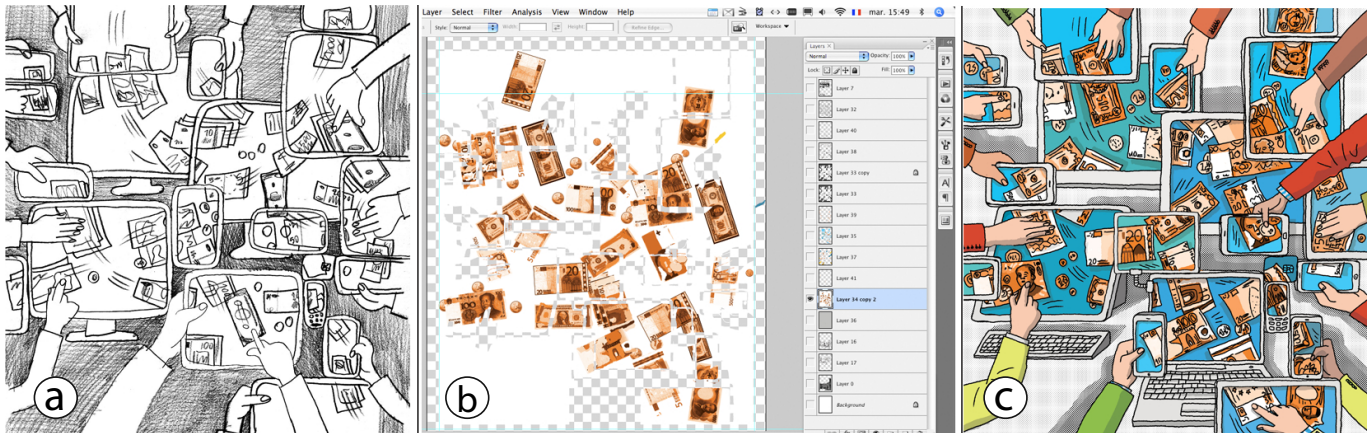 Layer Select Filter Analysis View Window Help mar. 15:49
Style: Normal Width: Height: Refine Edge... Workspace
Layers
Normal Opacity: 100%
Lock: Fill: 100%
Layer 7
Layer 32
Layer 40
Layer 38
Layer 33 copy
Layer 33
Layer 39
Layer 35
Layer 37
Layer 41
Layer 34 copy 2
Layer 36
Layer 16
Layer 17
Layer 0
Background
a
b
c